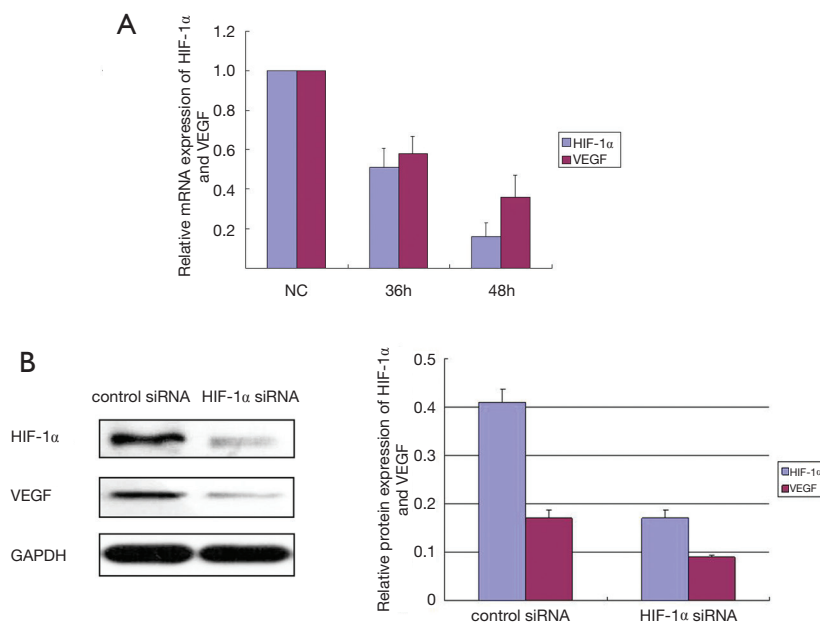 A
Relative mRNA expression of HIF-1α
and VEGF
1.2
1.0
0.8
0.6
0.4
0.2
NC 36h 48h
HIF-1α
VEGF
B
control siRNA HIF-1α siRNA
HIF-1α
VEGF
GAPDH
Relative protein expression of HIF-1α
and VEGF
0.5
0.4
0.3
0.2
0.1
0
control siRNA HIF-1α siRNA
HIF-1α
VEGF